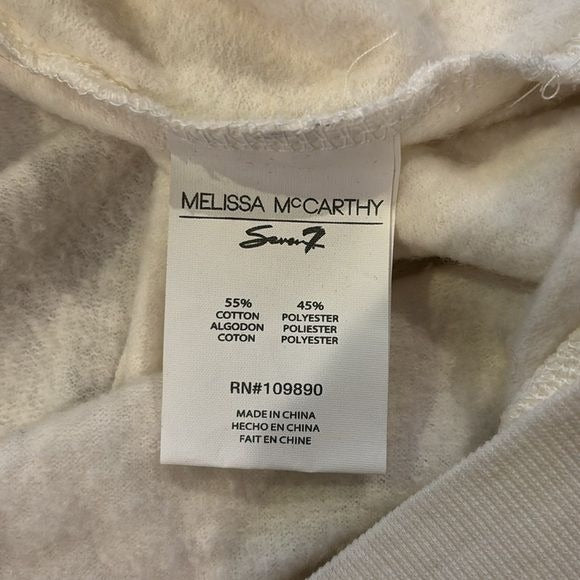 MELISSA McCARTHY
Seven7
55% 45%
COTTON POLYESTER
ALGODON POLIESTER
COTON POLYESTER
RN#109890
MADE IN CHINA
HECHO EN CHINA
FAIT EN CHINE